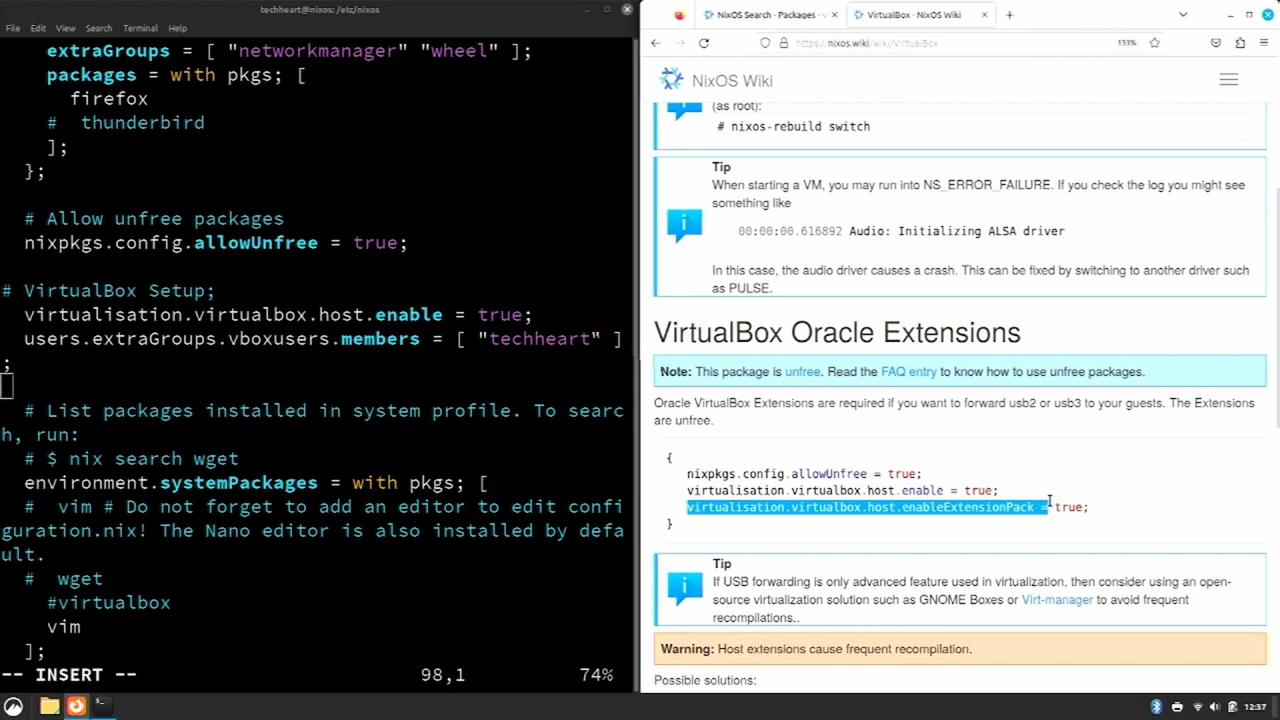 techheart@nixos: /etc/nixos
File Edit View Search Terminal Help
extraGroups = [ "networkmanager" "wheel" ];
packages = with pkgs; [
firefox
#  thunderbird
];
};
# Allow unfree packages
nixpkgs.config.allowUnfree = true;
# VirtualBox Setup;
virtualisation.virtualbox.host.enable = true;
users.extraGroups.vboxusers.members = [ "techheart" ]
;
# List packages installed in system profile. To searc
h, run:
# $ nix search wget
environment.systemPackages = with pkgs; [
# vim # Do not forget to add an editor to edit confi
guration.nix! The Nano editor is also installed by defa
ult.
#  wget
#virtualbox
vim
];
-- INSERT -- 98,1 74%
NixOS Search - Packages - v
VirtualBox - NixOS Wiki
https://nixos.wiki/wiki/VirtualBox 133%
NixOS Wiki
(as root):
# nixos-rebuild switch
Tip
When starting a VM, you may run into NS_ERROR_FAILURE. If you check the log you might see
something like
00:00:00.616892 Audio: Initializing ALSA driver
In this case, the audio driver causes a crash. This can be fixed by switching to another driver such
as PULSE.
VirtualBox Oracle Extensions
Note: This package is unfree. Read the FAQ entry to know how to use unfree packages.
Oracle VirtualBox Extensions are required if you want to forward usb2 or usb3 to your guests. The Extensions
are unfree.
{
nixpkgs.config.allowUnfree = true;
virtualisation.virtualbox.host.enable = true;
virtualisation.virtualbox.host.enableExtensionPack = true;
}
Tip
If USB forwarding is only advanced feature used in virtualization, then consider using an open-
source virtualization solution such as GNOME Boxes or Virt-manager to avoid frequent
recompilations..
Warning: Host extensions cause frequent recompilation.
Possible solutions:
12:37